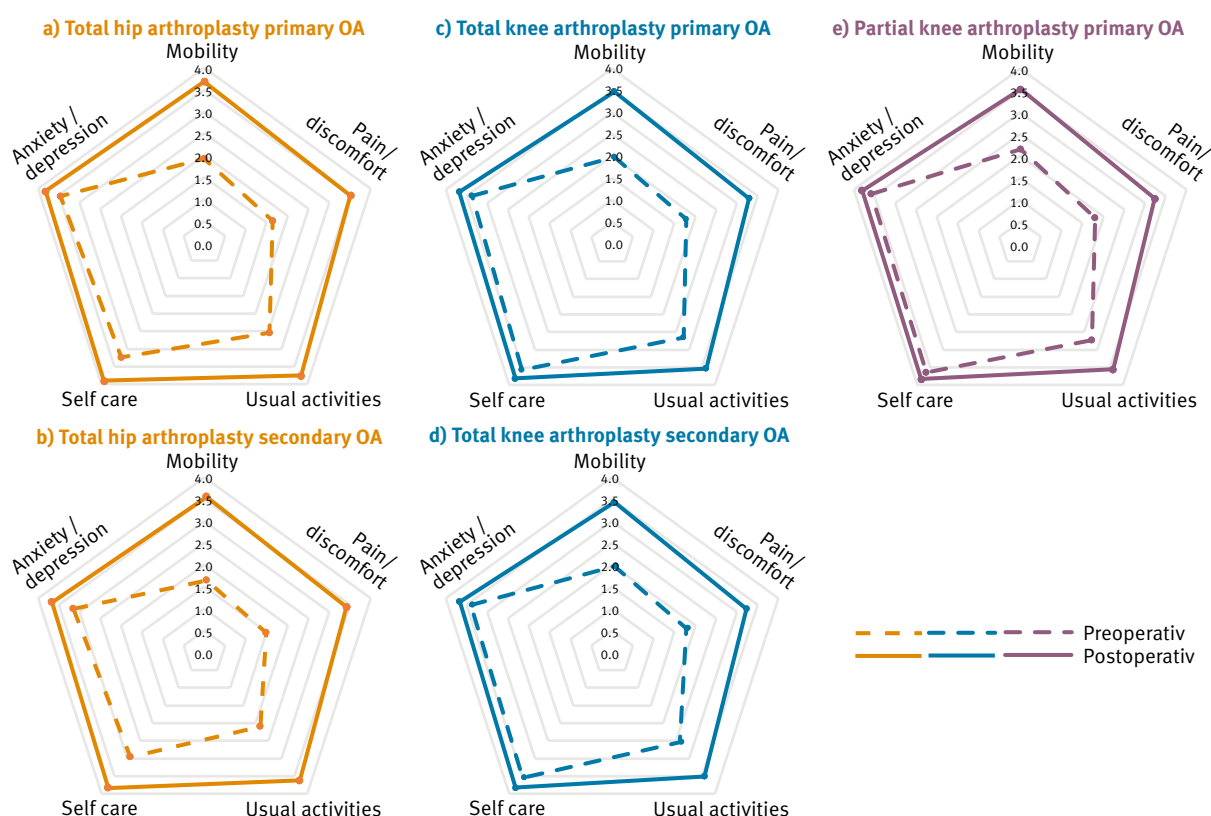 a) Total hip arthroplasty primary OA
Mobility
4.0
3.5
3.0
2.5
2.0
1.5
1.0
0.5
0.0
Anxiety /
depression
Pain/
discomfort
Self care
Usual activities
c) Total knee arthroplasty primary OA
Mobility
4.0
3.5
3.0
2.5
2.0
1.5
1.0
0.5
0.0
Anxiety /
depression
Pain/
discomfort
Self care
Usual activities
e) Partial knee arthroplasty primary OA
Mobility
4.0
3.5
3.0
2.5
2.0
1.5
1.0
0.5
0.0
Anxiety /
depression
Pain/
discomfort
Self care
Usual activities
b) Total hip arthroplasty secondary OA
Mobility
4.0
3.5
3.0
2.5
2.0
1.5
1.0
0.5
0.0
Anxiety /
depression
Pain/
discomfort
Self care
Usual activities
d) Total knee arthroplasty secondary OA
Mobility
4.0
3.5
3.0
2.5
2.0
1.5
1.0
0.5
0.0
Anxiety /
depression
Pain/
discomfort
Self care
Usual activities
Preoperativ
Postoperativ